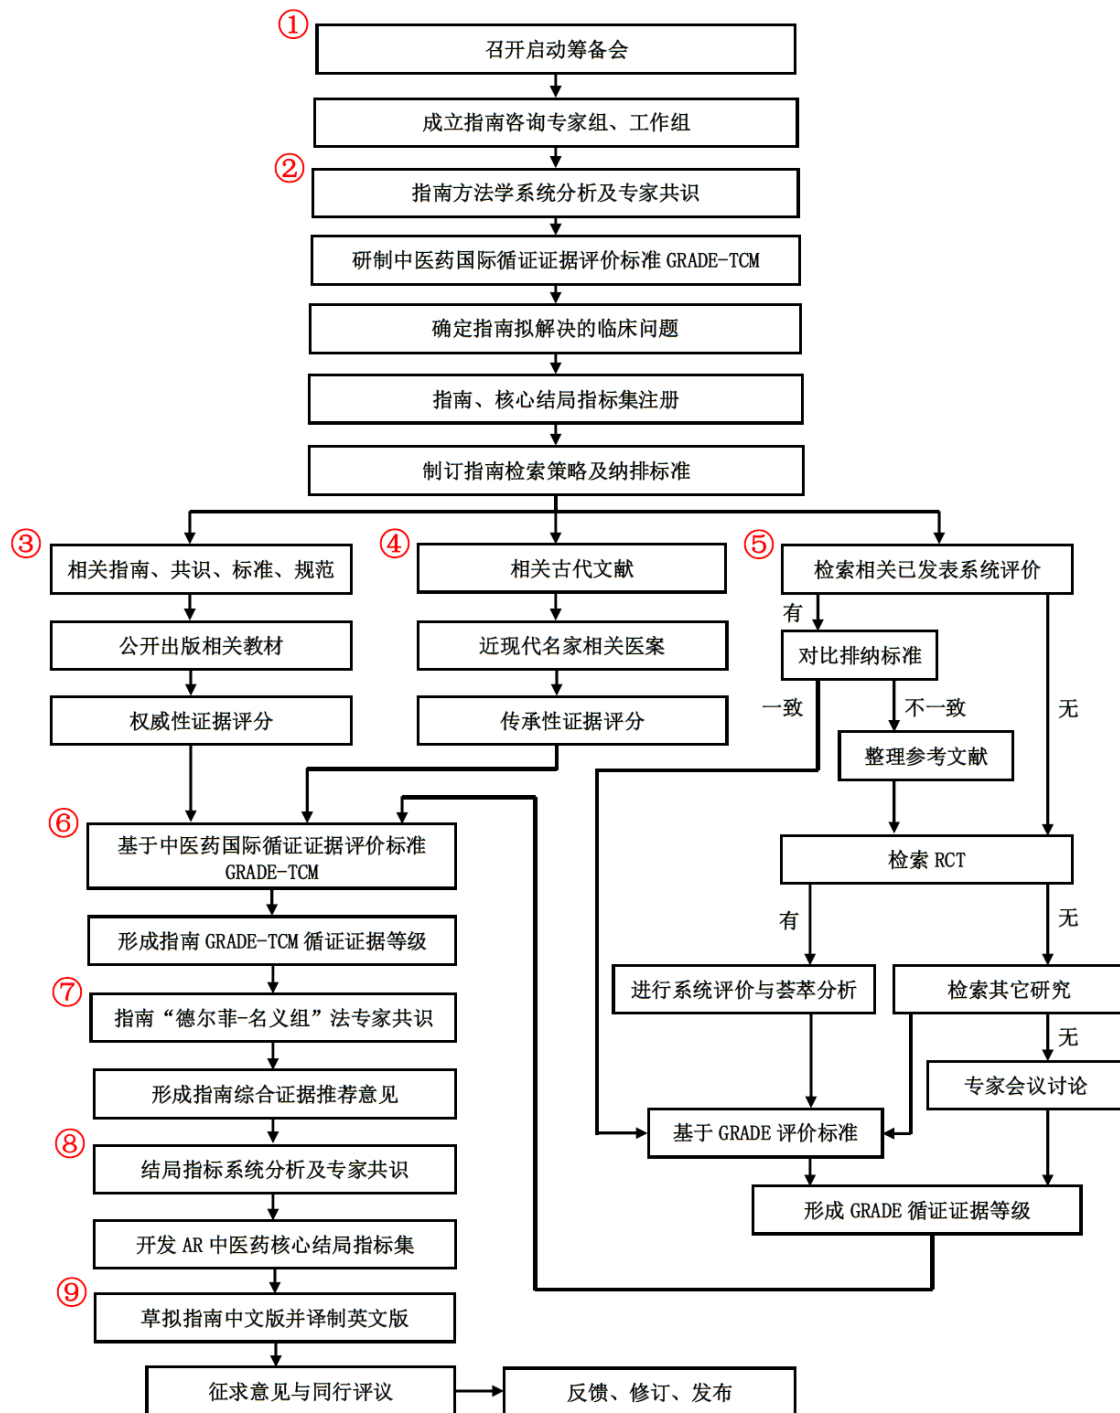 ①
召开启动筹备会
成立指南咨询专家组、工作组
②
指南方法学系统分析及专家共识
研制中医药国际循证证据评价标准 GRADE-TCM
确定指南拟解决的临床问题
指南、核心结局指标集注册
制订指南检索策略及纳排标准
③
相关指南、共识、标准、规范
公开出版相关教材
权威性证据评分
④
相关古代文献
近现代名家相关医案
传承性证据评分
⑤
检索相关已发表系统评价
有
对比排纳标准
一致
不一致
无
整理参考文献
检索 RCT
有
无
进行系统评价与荟萃分析
检索其它研究
无
专家会议讨论
基于 GRADE 评价标准
形成 GRADE 循证证据等级
⑥
基于中医药国际循证证据评价标准
GRADE-TCM
形成指南 GRADE-TCM 循证证据等级
⑦
指南“德尔菲-名义组”法专家共识
形成指南综合证据推荐意见
⑧
结局指标系统分析及专家共识
开发 AR 中医药核心结局指标集
⑨
草拟指南中文版并译制英文版
征求意见与同行评议
反馈、修订、发布